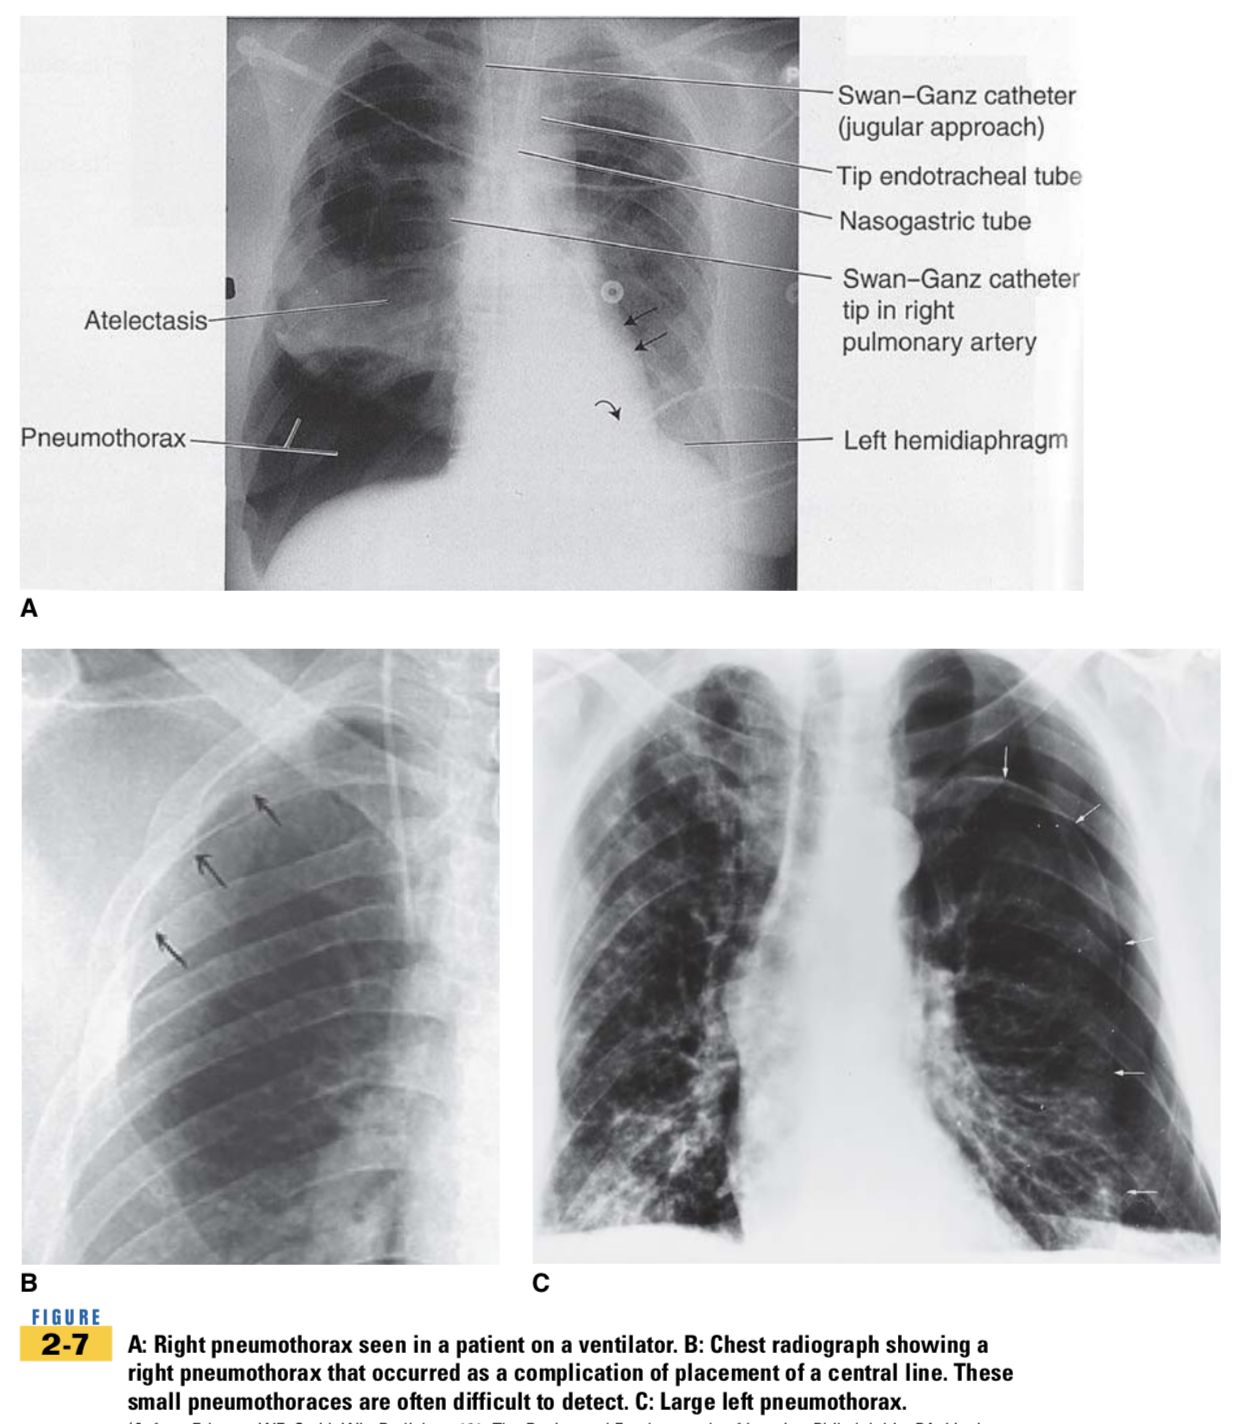 Swan–Ganz catheter
(jugular approach)
Tip endotracheal tube
Nasogastric tube
Swan–Ganz catheter
tip in right
pulmonary artery
Atelectasis
Pneumothorax
Left hemidiaphragm
A
B
C
FIGURE
2-7
A: Right pneumothorax seen in a patient on a ventilator. B: Chest radiograph showing a
right pneumothorax that occurred as a complication of placement of a central line. These
small pneumothoraces are often difficult to detect. C: Large left pneumothorax.